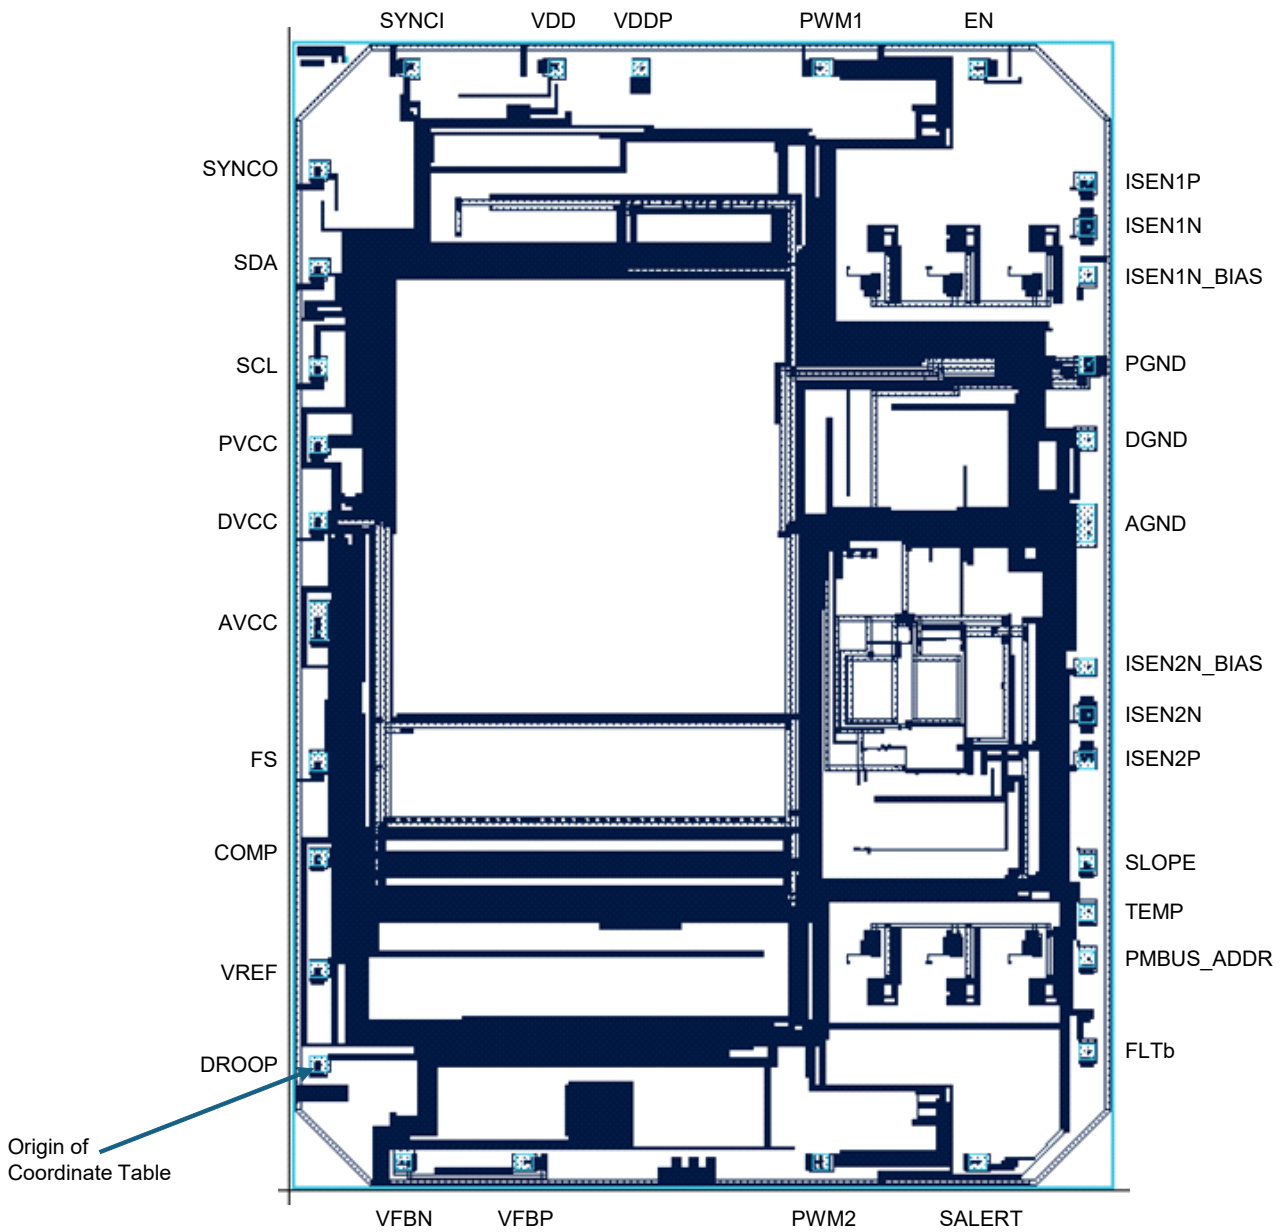 SYNCI VDD VDDP PWM1 EN
SYNCO
ISEN1P
ISEN1N
SDA
ISEN1N_BIAS
SCL
PGND
PVCC
DGND
DVCC
AGND
AVCC
ISEN2N_BIAS
ISEN2N
FS
ISEN2P
COMP
SLOPE
TEMP
VREF
PMBUS_ADDR
DROOP
FLTb
Origin of
Coordinate Table
VFBN VFBP PWM2 SALERT